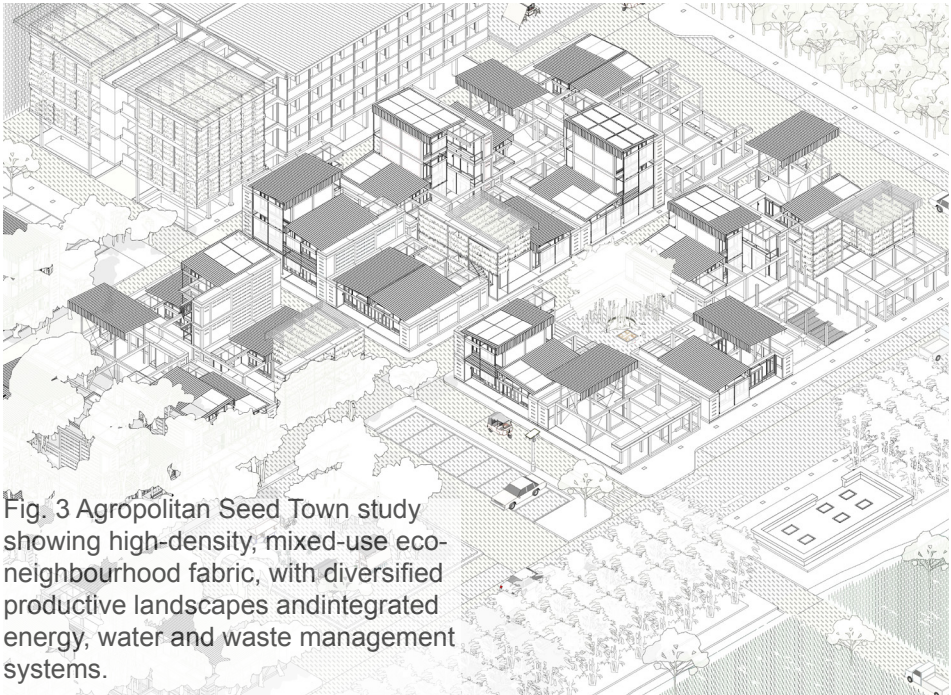 Fig. 3 Agropolitan Seed Town study
showing high-density, mixed-use eco-
neighbourhood fabric, with diversified
productive landscapes andintegrated
energy, water and waste management
systems.